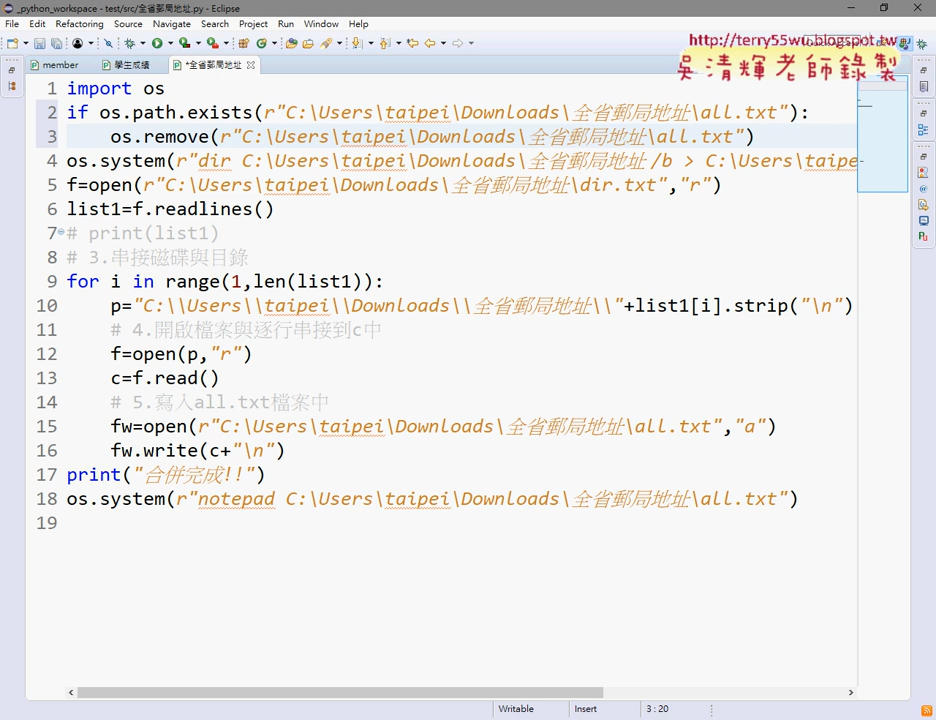 _python_workspace - test/src/全省郵局地址.py - Eclipse
File Edit Refactoring Source Navigate Search Project Run Window Help
http://terry55wu.blogspot.tw
吳清輝老師錄製
member 學生成績 *全省郵局地址
1 import os
2 if os.path.exists(r"C:\Users\taipei\Downloads\全省郵局地址\all.txt"):
3 os.remove(r"C:\Users\taipei\Downloads\全省郵局地址\all.txt")
4 os.system(r"dir C:\Users\taipei\Downloads\全省郵局地址 /b > C:\Users\taipe
5 f=open(r"C:\Users\taipei\Downloads\全省郵局地址\dir.txt","r")
6 list1=f.readlines()
7 # print(list1)
8 # 3.串接磁碟與目錄
9 for i in range(1,len(list1)):
10 p="C:\\Users\\taipei\\Downloads\\全省郵局地址\\"+list1[i].strip("\n")
11 # 4.開啟檔案與逐行串接到c中
12 f=open(p,"r")
13 c=f.read()
14 # 5.寫入all.txt檔案中
15 fw=open(r"C:\Users\taipei\Downloads\全省郵局地址\all.txt","a")
16 fw.write(c+"\n")
17 print("合併完成!!")
18 os.system(r"notepad C:\Users\taipei\Downloads\全省郵局地址\all.txt")
19
Writable Insert 3 : 20